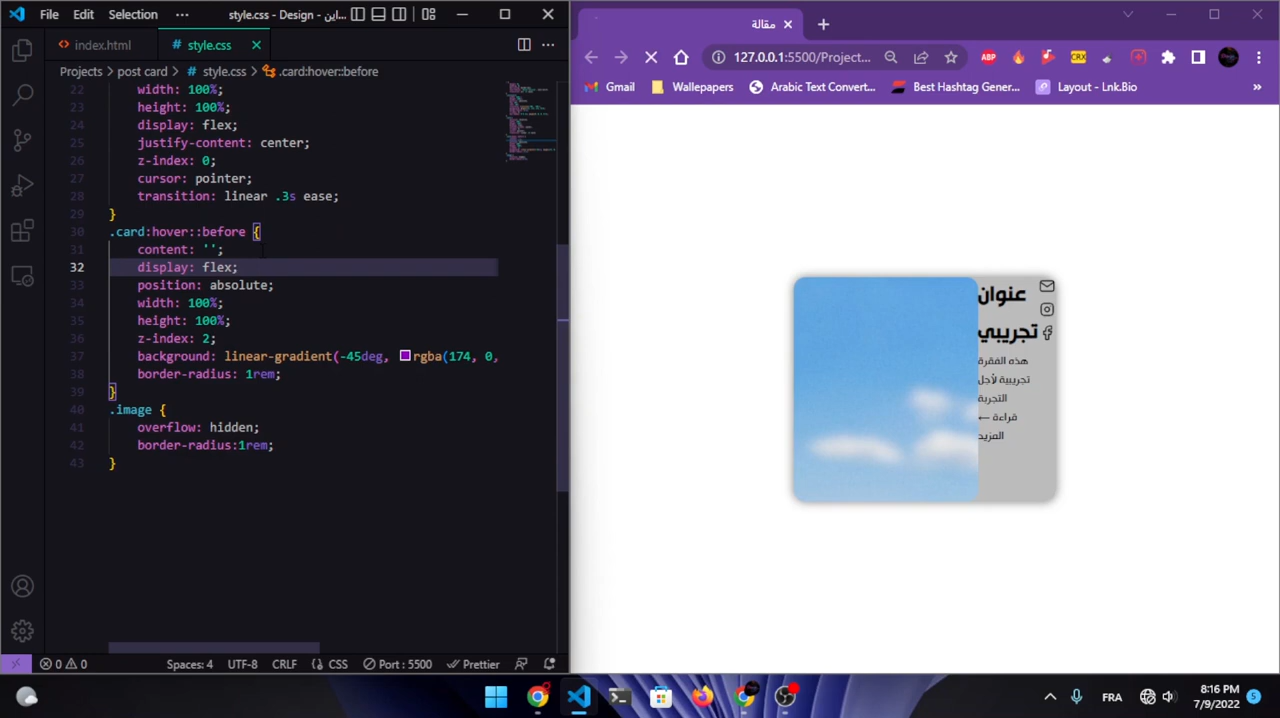 File Edit Selection ··· style.css - Design - ...اين
index.html
style.css
Projects > post card > style.css > .card:hover::before
22 width: 100%;
23 height: 100%;
24 display: flex;
25 justify-content: center;
26 z-index: 0;
27 cursor: pointer;
28 transition: linear .3s ease;
29 }
30 .card:hover::before {
31 content: '';
32 display: flex;
33 position: absolute;
34 width: 100%;
35 height: 100%;
36 z-index: 2;
37 background: linear-gradient(-45deg, rgba(174, 0,
38 border-radius: 1rem;
39 }
40 .image {
41 overflow: hidden;
42 border-radius:1rem;
43 }
0 0 Spaces: 4 UTF-8 CRLF CSS Port : 5500 Prettier
مقالة
127.0.0.1:5500/Project...
ABP
CRX
Gmail Wallepapers Arabic Text Convert... Best Hashtag Gener... Layout - Lnk.Bio »
عنوان
تجريبي
هذه الفقرة
تجريبية لأجل
التجربة
قراءة ←
المزيد
FRA
8:16 PM
7/9/2022
5